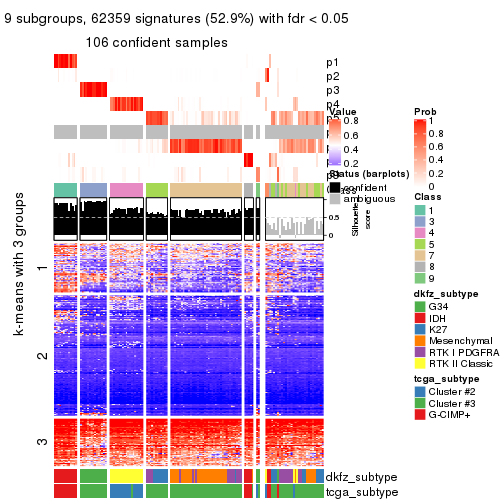 9 subgroups, 62359 signatures (52.9%) with fdr < 0.05
106 confident samples
p1
p2
p3
p4
Value
0.8
0.6
0.4
0.2
Prob
1
0.8
0.6
0.4
0.2
0
Status (barplots)
confident
ambiguous
0.5
0
Silhouette
score
Class
1
3
4
5
7
8
9
dkfz_subtype
G34
IDH
K27
Mesenchymal
RTK I PDGFRA
RTK II Classic
tcga_subtype
Cluster #2
Cluster #3
G-CIMP+
k-means with 3 groups
1
2
3
dkfz_subtype
tcga_subtype